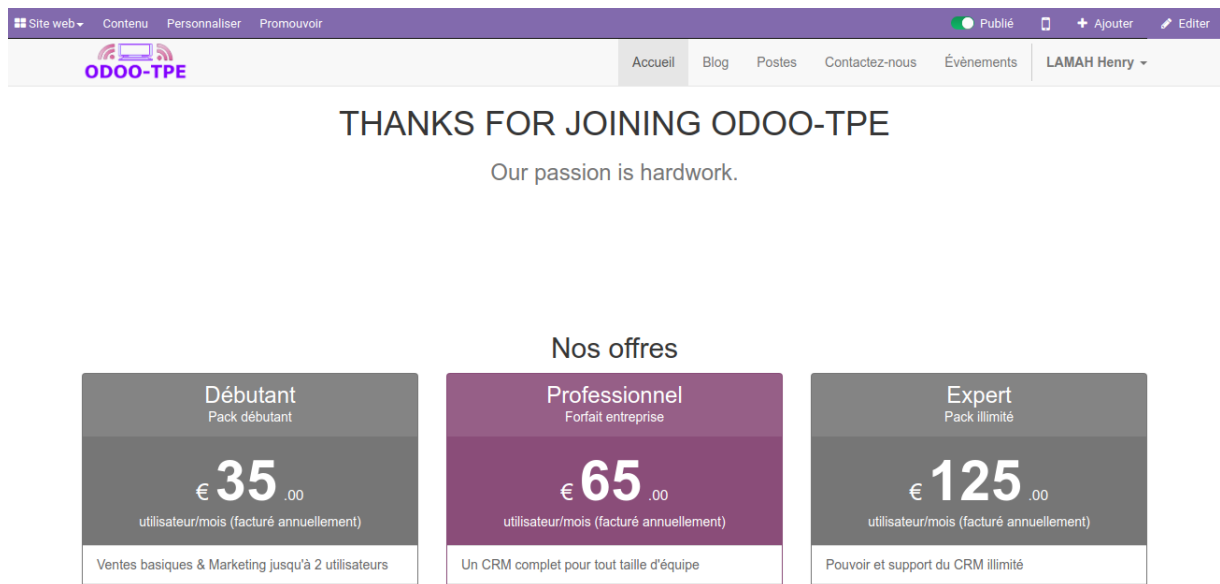 Site web Contenu Personnaliser Promouvoir Publié Ajouter Editer
ODOO-TPE Accueil Blog Postes Contactez-nous Évènements LAMAH Henry
THANKS FOR JOINING ODOO-TPE
Our passion is hardwork.
Nos offres
Débutant
Pack débutant
€ 35 .00
utilisateur/mois (facturé annuellement)
Ventes basiques & Marketing jusqu'à 2 utilisateurs
Professionnel
Forfait entreprise
€ 65 .00
utilisateur/mois (facturé annuellement)
Un CRM complet pour tout taille d'équipe
Expert
Pack illimité
€ 125 .00
utilisateur/mois (facturé annuellement)
Pouvoir et support du CRM illimité